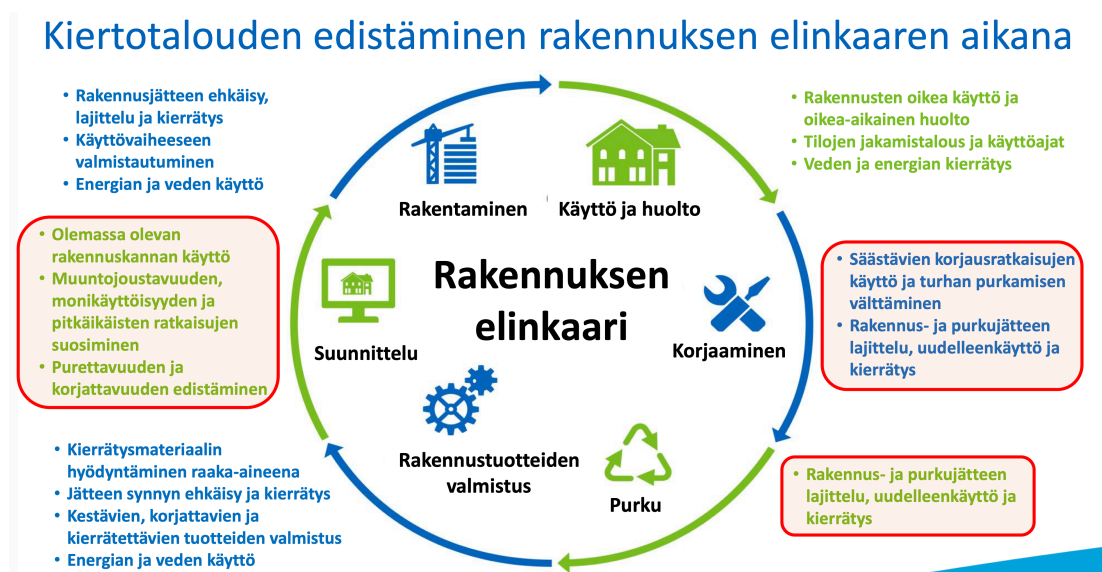 Kiertotalouden edistäminen rakennuksen elinkaaren aikana
• Rakennusjätteen ehkäisy,
lajittelu ja kierrätys
• Käyttövaiheeseen
valmistautuminen
• Energian ja veden käyttö
• Rakennusten oikea käyttö ja
oikea-aikainen huolto
• Tilojen jakamistalous ja käyttöajat
• Veden ja energian kierrätys
Rakentaminen
Käyttö ja huolto
• Olemassa olevan
rakennuskannan käyttö
• Muuntojoustavuuden,
monikäyttöisyyden ja
pitkäikäisten ratkaisujen
suosiminen
• Purettavuuden ja
korjattavuuden edistäminen
Suunnittelu
Rakennuksen
elinkaari
Korjaaminen
• Säästävien korjausratkaisujen
käyttö ja turhan purkamisen
välttäminen
• Rakennus- ja purkujätteen
lajittelu, uudelleenkäyttö ja
kierrätys
• Kierrätysmateriaalin
hyödyntäminen raaka-aineena
• Jätteen synnyn ehkäisy ja kierrätys
• Kestävien, korjattavien ja
kierrätettävien tuotteiden valmistus
• Energian ja veden käyttö
Rakennustuotteiden
valmistus
Purku
• Rakennus- ja purkujätteen
lajittelu, uudelleenkäyttö ja
kierrätys